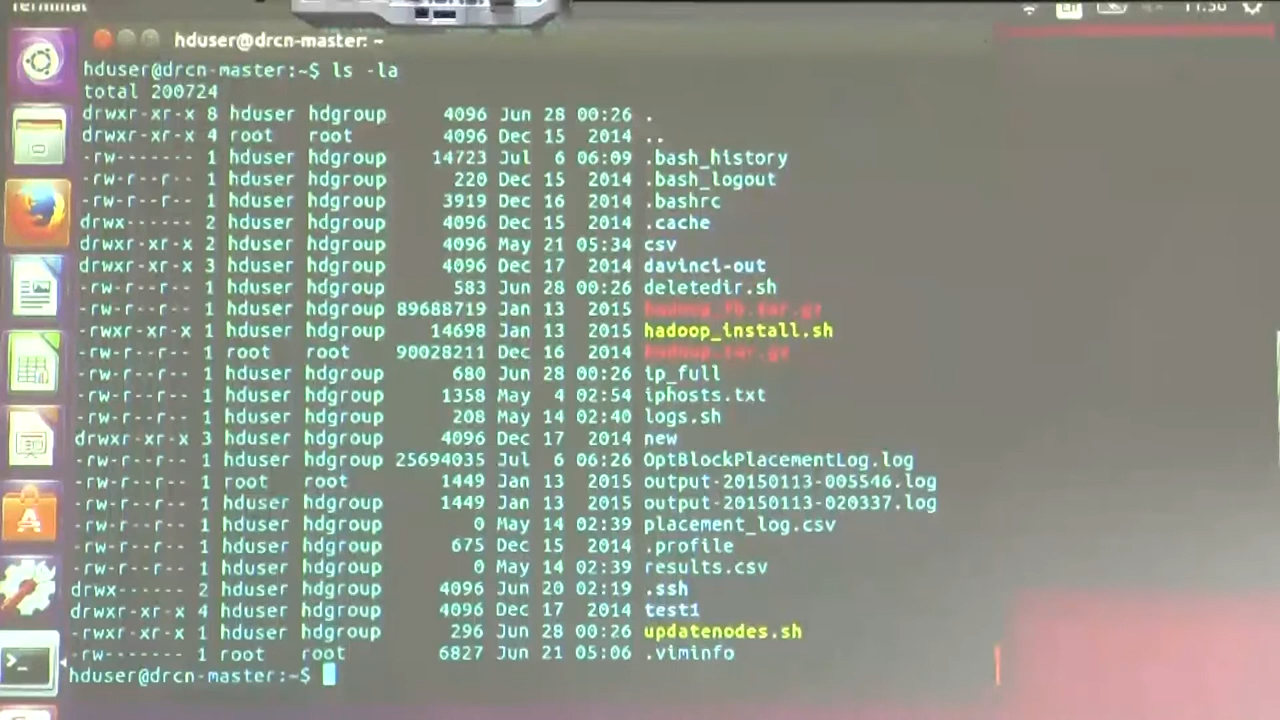 Terminal
hduser@drcn-master: ~
hduser@drcn-master:~$ ls -la
total 200724
drwxr-xr-x 8 hduser hdgroup 4096 Jun 28 00:26 .
drwxr-xr-x 4 root root 4096 Dec 15 2014 ..
-rw------- 1 hduser hdgroup 14723 Jul 6 06:09 .bash_history
-rw-r--r-- 1 hduser hdgroup 220 Dec 15 2014 .bash_logout
-rw-r--r-- 1 hduser hdgroup 3919 Dec 16 2014 .bashrc
drwx------ 2 hduser hdgroup 4096 Dec 15 2014 .cache
drwxr-xr-x 2 hduser hdgroup 4096 May 21 05:34 csv
drwxr-xr-x 3 hduser hdgroup 4096 Dec 17 2014 davinci-out
-rw-r--r-- 1 hduser hdgroup 583 Jun 28 00:26 deletedir.sh
-rw-r--r-- 1 hduser hdgroup 89688719 Jan 13 2015
-rwxr-xr-x 1 hduser hdgroup 14698 Jan 13 2015 hadoop_install.sh
-rw-r--r-- 1 root root 90028211 Dec 16 2014 hadoop.tar.gz
-rw-r--r-- 1 hduser hdgroup 680 Jun 28 00:26 ip_full
-rw-r--r-- 1 hduser hdgroup 1358 May 4 02:54 iphosts.txt
-rw-r--r-- 1 hduser hdgroup 208 May 14 02:40 logs.sh
drwxr-xr-x 3 hduser hdgroup 4096 Dec 17 2014 new
-rw-r--r-- 1 hduser hdgroup 25694035 Jul 6 06:26 OptBlockPlacementLog.log
-rw-r--r-- 1 root root 1449 Jan 13 2015 output-20150113-005546.log
-rw-r--r-- 1 hduser hdgroup 1449 Jan 13 2015 output-20150113-020337.log
-rw-r--r-- 1 hduser hdgroup 0 May 14 02:39 placement_log.csv
-rw-r--r-- 1 hduser hdgroup 675 Dec 15 2014 .profile
-rw-r--r-- 1 hduser hdgroup 0 May 14 02:39 results.csv
drwx------ 2 hduser hdgroup 4096 Jun 20 02:19 .ssh
drwxr-xr-x 4 hduser hdgroup 4096 Dec 17 2014 test1
-rwxr-xr-x 1 hduser hdgroup 296 Jun 28 00:26 updatenodes.sh
-rw------- 1 root root 6827 Jun 21 05:06 .viminfo
hduser@drcn-master:~$